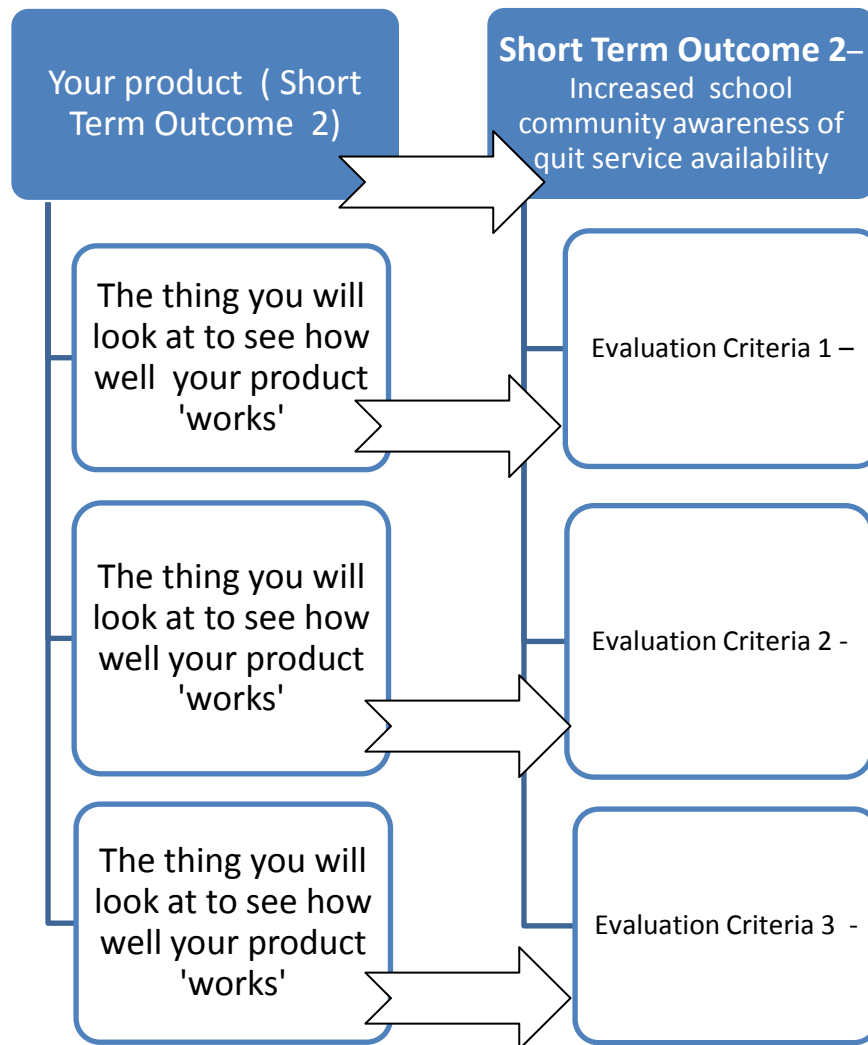 Your product  ( Short
Term Outcome  2)
The thing you will
look at to see how
well  your product
'works'
The thing you will
look at to see how
well your product
'works'
The thing you will
look at to see how
well your product
'works'
Short Term Outcome 2–
Increased  school
community awareness of
quit service availability
Evaluation Criteria 1 –
Evaluation Criteria 2 -
Evaluation Criteria 3  -